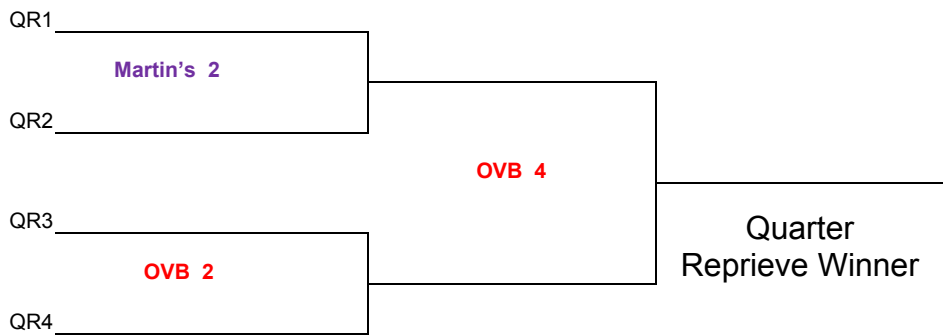 QR1
Martin's 2
QR2
OVB 4
QR3
Quarter
Reprieve Winner
OVB 2
QR4